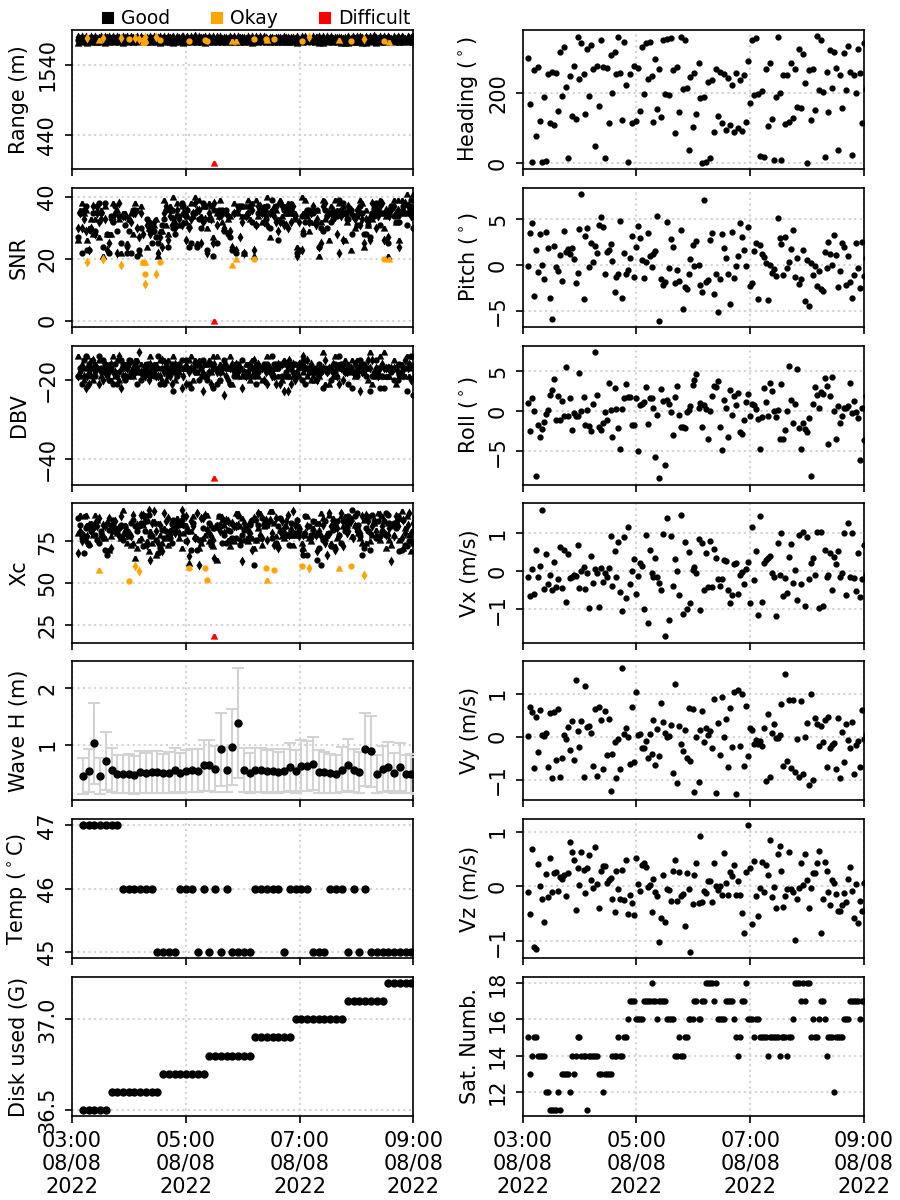 Good Okay Difficult
Range (m)
1540
440
Heading (°)
200
0
SNR
40
20
0
Pitch (°)
5
0
−5
DBV
−20
−40
Roll (°)
5
0
−5
Xc
75
50
25
Vx (m/s)
1
0
−1
Wave H (m)
2
1
Vy (m/s)
1
0
−1
Temp (°C)
47
46
45
Vz (m/s)
1
0
−1
Disk used (G)
37.0
36.5
Sat. Numb.
18
16
14
12
03:00 05:00 07:00 09:00 03:00 05:00 07:00 09:00
08/08 08/08 08/08 08/08 08/08 08/08 08/08 08/08
2022 2022 2022 2022 2022 2022 2022 2022